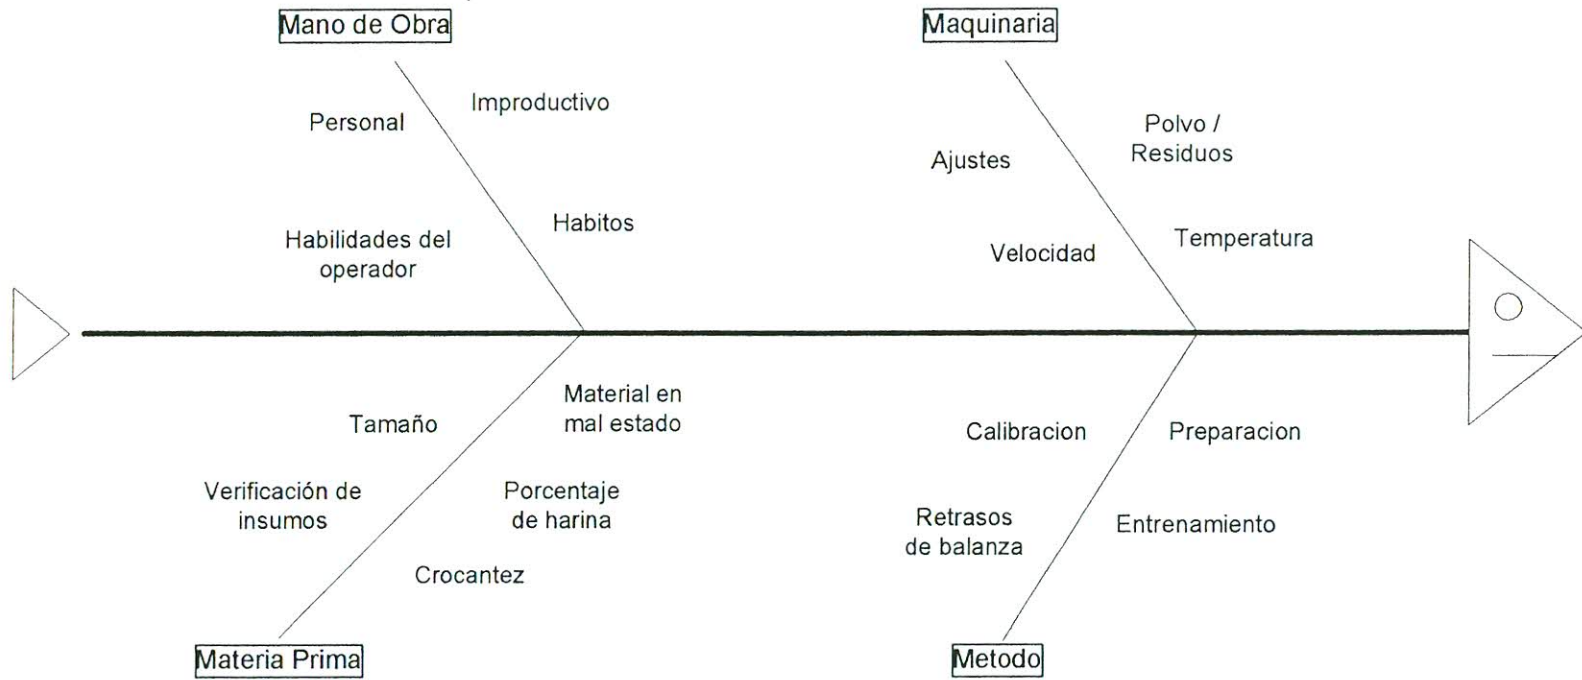 Mano de Obra
Maquinaria
Personal
Improductivo
Habilidades del
operador
Habitos
Ajustes
Polvo /
Residuos
Velocidad
Temperatura
Tamaño
Material en
mal estado
Verificación de
insumos
Porcentaje
de harina
Crocantez
Materia Prima
Calibracion
Preparacion
Retrasos
de balanza
Entrenamiento
Metodo